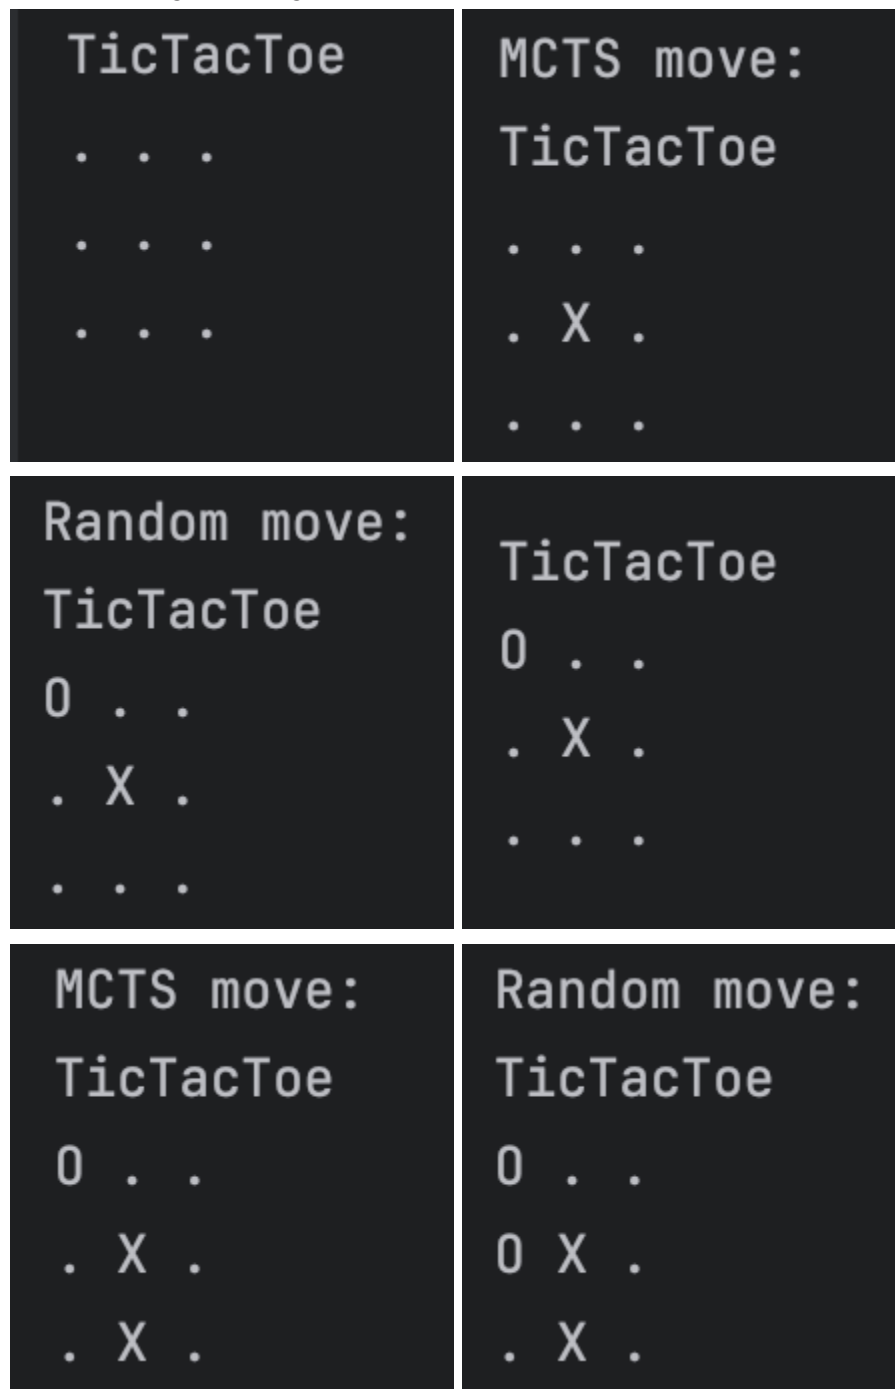 TicTacToe
. . .
. . .
. . .
MCTS move:
TicTacToe
. . .
. X .
. . .
Random move:
TicTacToe
O . .
. X .
. . .
TicTacToe
O . .
. X .
. . .
MCTS move:
TicTacToe
O . .
. X .
. X .
Random move:
TicTacToe
O . .
O X .
. X .